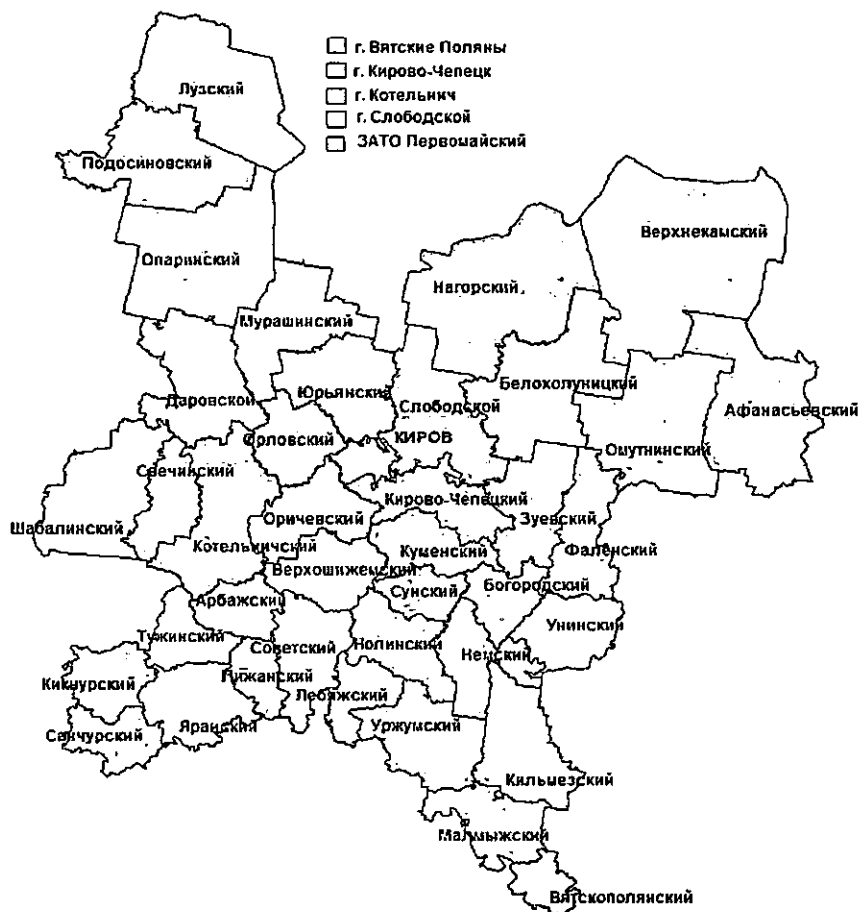 г. Вятские Поляны
г. Кирово-Чепецк
г. Котельнич
г. Слободской
ЗАТО Первомайский
Лузский
Подосиновский
Верхнекамский
Опаринский
Нагорский
Мурашинский
Белохолуницкий
Юрьянский
Даровской
Слободской
Афанасьевский
Орловский
КИРОВ
Омутнинский
Свечинский
Кирово-Чепецкий
Шабалинский
Оричевский
Зуевский
Котельничский
Куменский
Фаленский
Верхошижемский
Богородский
Сунский
Арбажский
Унинский
Тужинский
Советский
Нолинский
Немский
Пижанский
Кикнурский
Лебяжский
Яранский
Уржумский
Санчурский
Кильмезский
Малмыжский
Вятскополянский